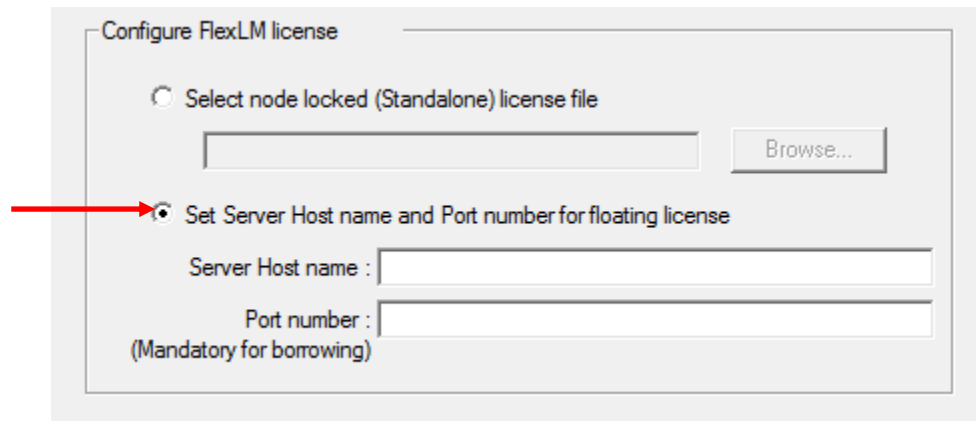 Configure FlexLM license
Select node locked (Standalone) license file
Browse...
Set Server Host name and Port number for floating license
Server Host name :
Port number :
(Mandatory for borrowing)